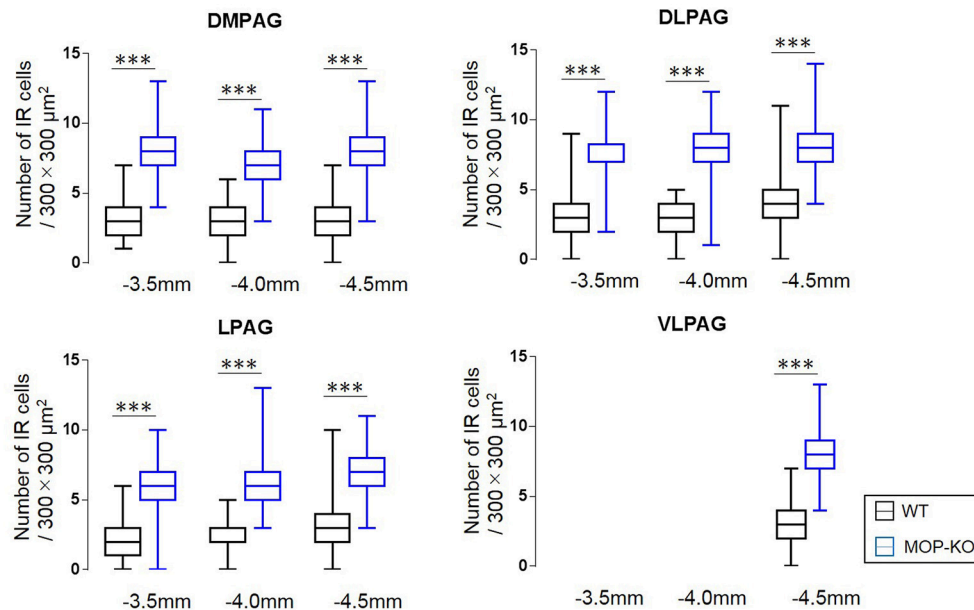 DMPAG
Number of IR cells
/ 300 × 300 µm²
15
10
5
0
***
***
***
-3.5mm
-4.0mm
-4.5mm
DLPAG
Number of IR cells
/ 300 × 300 µm²
15
10
5
0
***
***
***
-3.5mm
-4.0mm
-4.5mm
LPAG
Number of IR cells
/ 300 × 300 µm²
15
10
5
0
***
***
***
-3.5mm
-4.0mm
-4.5mm
VLPAG
Number of IR cells
/ 300 × 300 µm²
15
10
5
0
***
-3.5mm
-4.0mm
-4.5mm
WT
MOP-KO